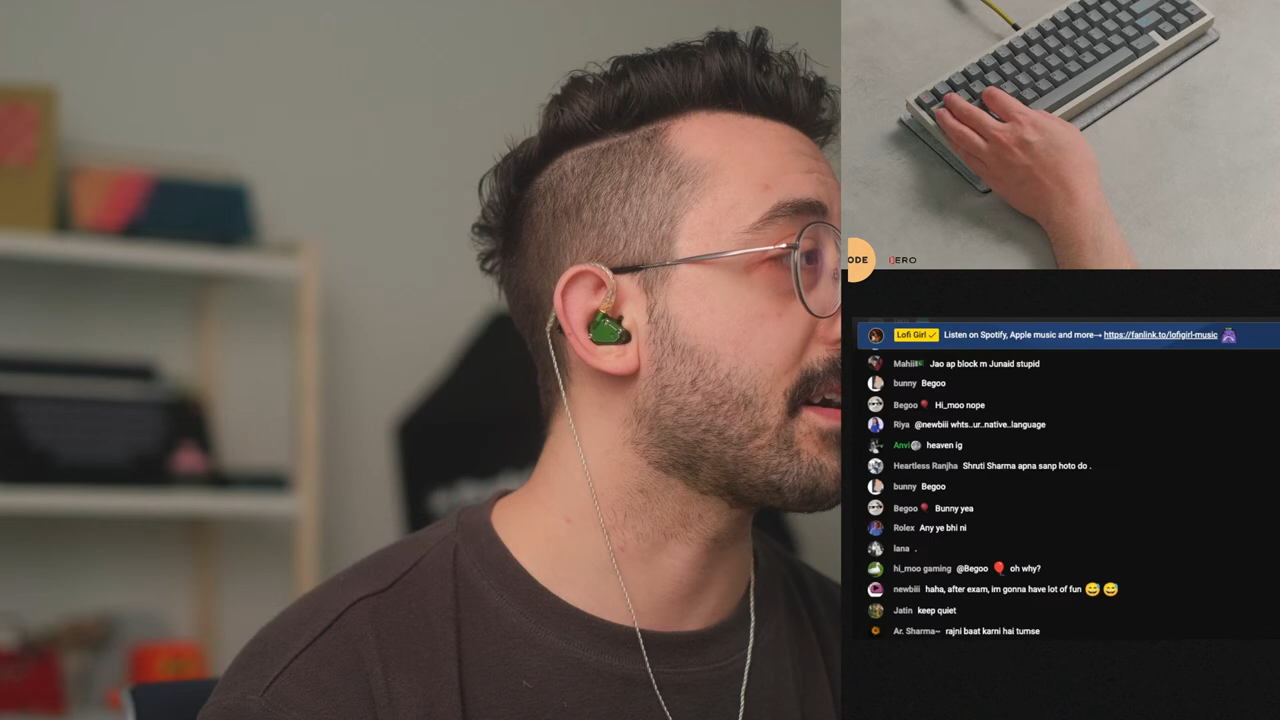 ODE
ERO
Lofi Girl ✓ Listen on Spotify, Apple music and more→ https://fanlink.to/lofigirl-music
Mahii Jao ap block m Junaid stupid
bunny Begoo
Begoo🎈 Hi_moo nope
Riya @newbiii whts..ur..native..language
Anvi heaven ig
Heartless Ranjha Shruti Sharma apna sanp hoto do .
bunny Begoo
Begoo🎈 Bunny yea
Rolex Any ye bhi ni
lana .
hi_moo gaming @Begoo 🎈 oh why?
newbiii haha, after exam, im gonna have lot of fun 😅 😅
Jatin keep quiet
Ar. Sharma~ rajni baat karni hai tumse